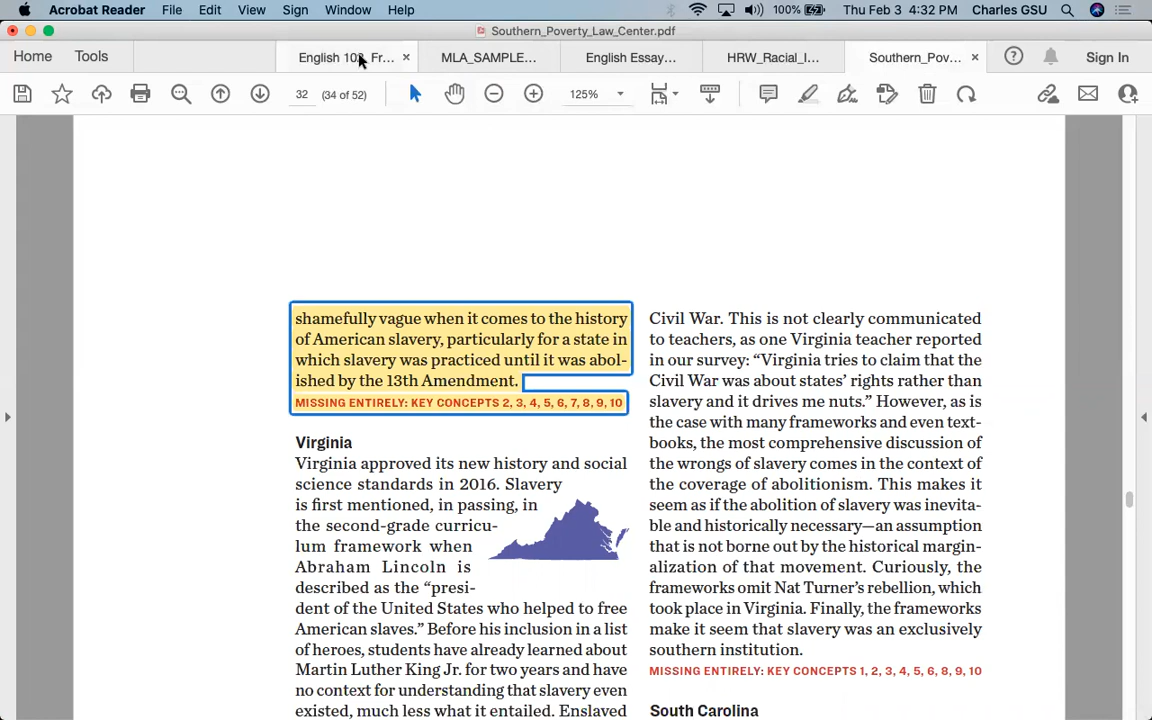 Acrobat Reader File Edit View Sign Window Help 100% Thu Feb 3 4:32 PM Charles GSU
Southern_Poverty_Law_Center.pdf
Home Tools English 102_Fr... × MLA_SAMPLE... English Essay... HRW_Racial_I... Southern_Pov... × Sign In
32 (34 of 52) 125%
shamefully vague when it comes to the history
of American slavery, particularly for a state in
which slavery was practiced until it was abol-
ished by the 13th Amendment.
MISSING ENTIRELY: KEY CONCEPTS 2, 3, 4, 5, 6, 7, 8, 9, 10
Virginia
Virginia approved its new history and social
science standards in 2016. Slavery
is first mentioned, in passing, in
the second-grade curricu-
lum framework when
Abraham Lincoln is
described as the “presi-
dent of the United States who helped to free
American slaves.” Before his inclusion in a list
of heroes, students have already learned about
Martin Luther King Jr. for two years and have
no context for understanding that slavery even
existed, much less what it entailed. Enslaved
Civil War. This is not clearly communicated
to teachers, as one Virginia teacher reported
in our survey: “Virginia tries to claim that the
Civil War was about states’ rights rather than
slavery and it drives me nuts.” However, as is
the case with many frameworks and even text-
books, the most comprehensive discussion of
the wrongs of slavery comes in the context of
the coverage of abolitionism. This makes it
seem as if the abolition of slavery was inevita-
ble and historically necessary—an assumption
that is not borne out by the historical margin-
alization of that movement. Curiously, the
frameworks omit Nat Turner’s rebellion, which
took place in Virginia. Finally, the frameworks
make it seem that slavery was an exclusively
southern institution.
MISSING ENTIRELY: KEY CONCEPTS 1, 2, 3, 4, 5, 6, 8, 9, 10
South Carolina